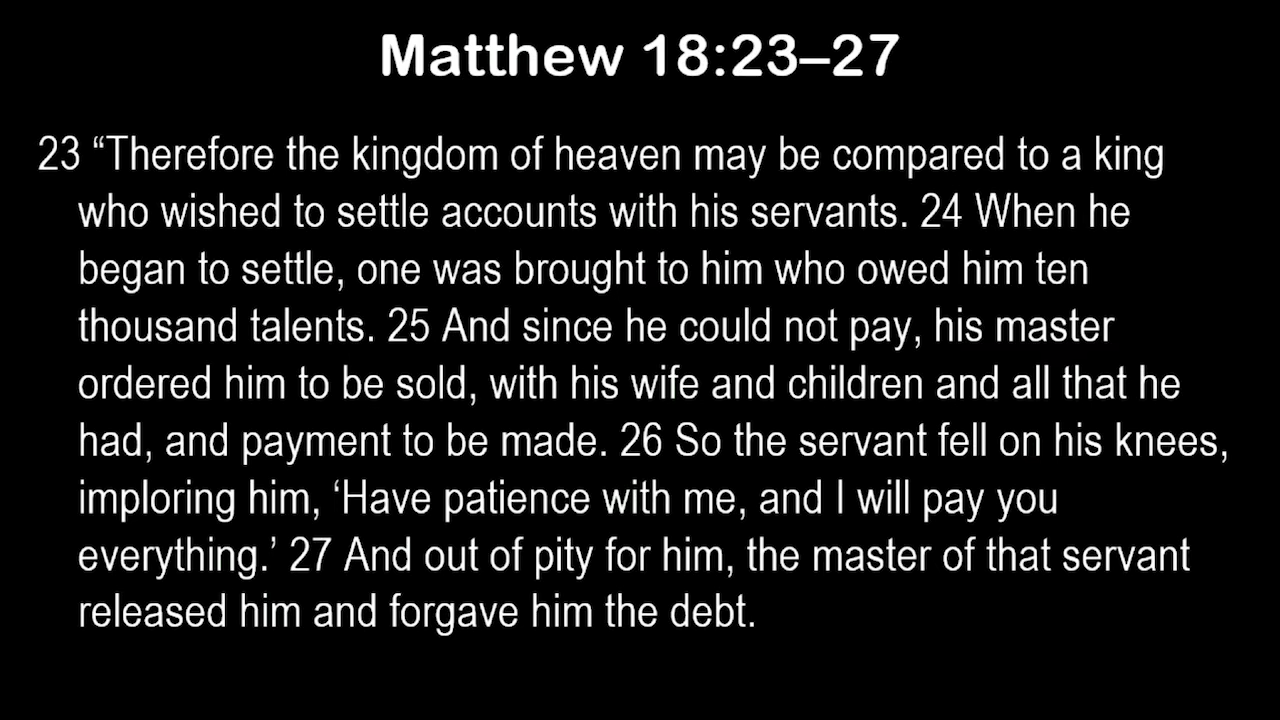 Matthew 18:23–27
23 “Therefore the kingdom of heaven may be compared to a king
who wished to settle accounts with his servants. 24 When he
began to settle, one was brought to him who owed him ten
thousand talents. 25 And since he could not pay, his master
ordered him to be sold, with his wife and children and all that he
had, and payment to be made. 26 So the servant fell on his knees,
imploring him, ‘Have patience with me, and I will pay you
everything.’ 27 And out of pity for him, the master of that servant
released him and forgave him the debt.